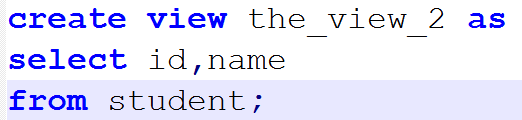 create view the_view_2 as
select id,name
from student;